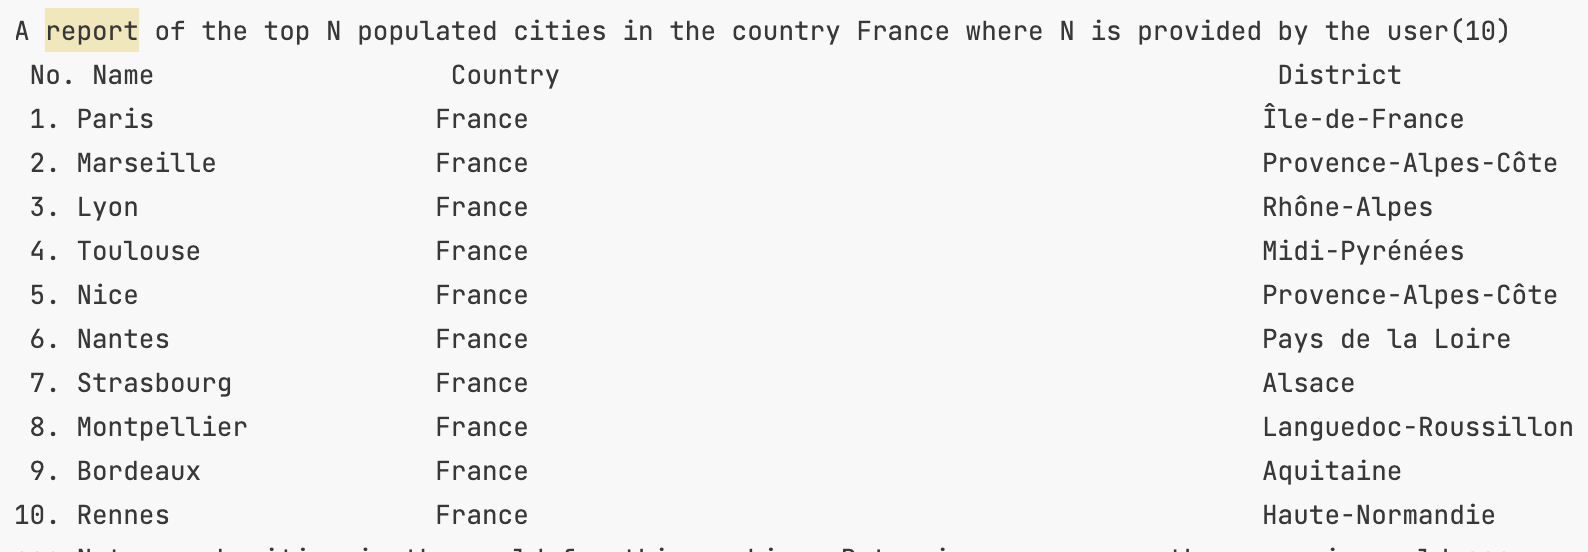 A report of the top N populated cities in the country France where N is provided by the user(10)
No. Name Country District
1. Paris France Île-de-France
2. Marseille France Provence-Alpes-Côte
3. Lyon France Rhône-Alpes
4. Toulouse France Midi-Pyrénées
5. Nice France Provence-Alpes-Côte
6. Nantes France Pays de la Loire
7. Strasbourg France Alsace
8. Montpellier France Languedoc-Roussillon
9. Bordeaux France Aquitaine
10. Rennes France Haute-Normandie